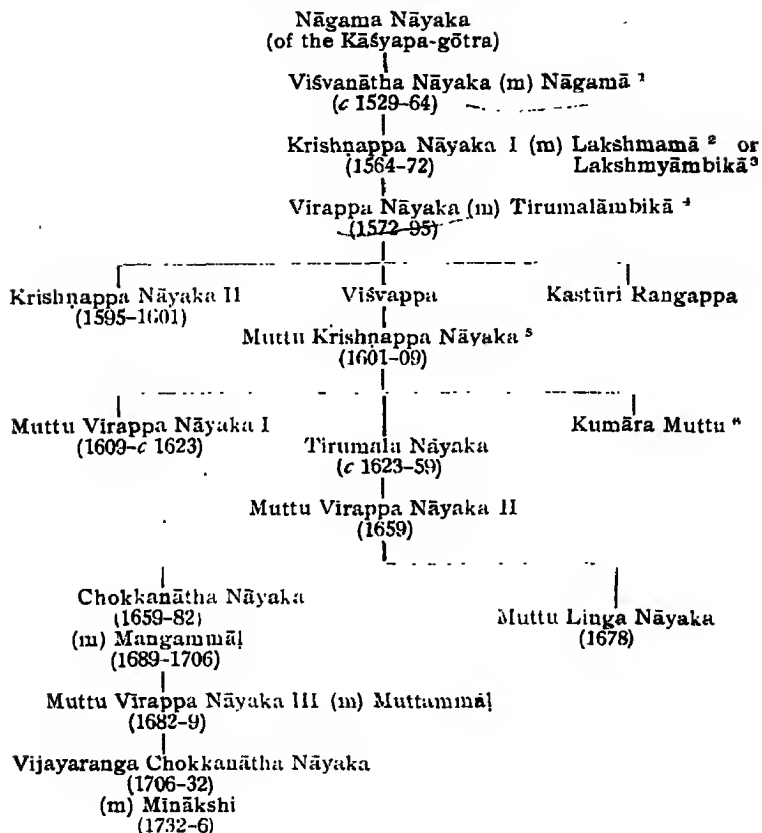 Nāgama Nāyaka
(of the Kāśyapa-gōtra)
Viśvanātha Nāyaka (m) Nāgamā ¹
(c 1529-64)
Krishṇappa Nāyaka I (m) Lakshmamā ² or
(1564-72) Lakshmyāmbikā³
Virappa Nāyaka (m) Tirumalāmbikā ⁴
(1572-95)
Krishṇappa Nāyaka II Viśvappa Kastūri Rangappa
(1595-1601)
Muttu Krishṇappa Nāyaka ⁵
(1601-09)
Muttu Virappa Nāyaka I Tirumala Nāyaka Kumāra Muttu ⁶
(1609-c 1623) (c 1623-59)
Muttu Virappa Nāyaka II
(1659)
Chokkanātha Nāyaka Muttu Linga Nāyaka
(1659-82) (1678)
(m) Mangammāḷ
(1689-1706)
Muttu Vīrappa Nāyaka III (m) Muttammāḷ
(1682-9)
Vijayaranga Chokkanātha Nāyaka
(1706-32)
(m) Mīnākshi
(1732-6)